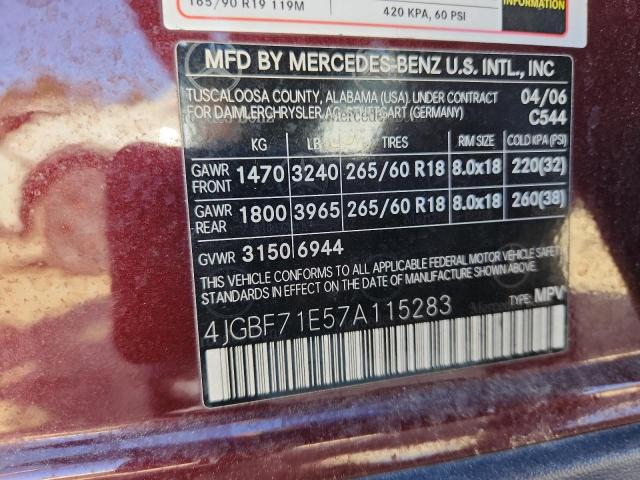 165/90 R19 119M
420 KPA, 60 PSI
INFORMATION
MFD BY MERCEDES-BENZ U.S. INTL., INC
TUSCALOOSA COUNTY, ALABAMA (USA), UNDER CONTRACT 04/06
FOR DAIMLERCHRYSLER AG STUTTGART (GERMANY) C544
KG LB TIRES RIM SIZE COLD KPA (PSI)
GAWR FRONT 1470 3240 265/60 R18 8.0x18 220(32)
GAWR REAR 1800 3965 265/60 R18 8.0x18 260(38)
GVWR 3150 6944
THIS VEHICLE CONFORMS TO ALL APPLICABLE FEDERAL MOTOR VEHICLE SAFETY
STANDARDS IN EFFECT ON THE DATE OF MANUFACTURE SHOWN ABOVE.
4JGBF71E57A115283 TYPE: MPV